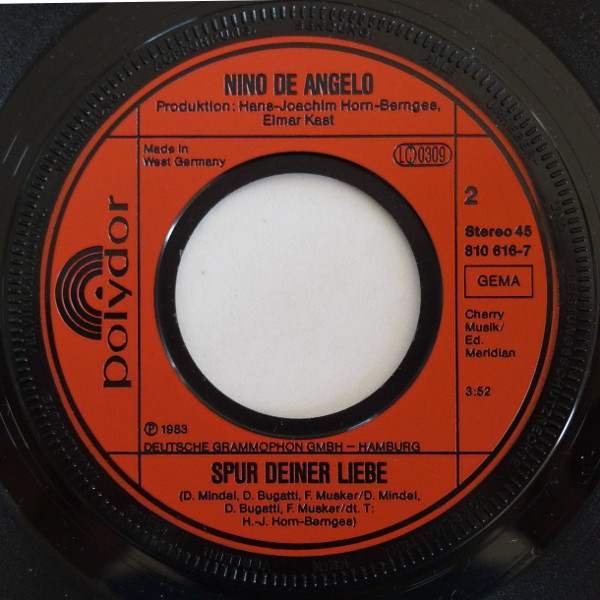 NINO DE ANGELO
Produktion: Hans-Joachim Horn-Bernges,
Elmar Kast
Made in
West Germany
LC 0309
2
Stereo 45
810 616-7
GEMA
Cherry
Musik/
Ed.
Meridian
3:52
polydor
℗ 1983
DEUTSCHE GRAMMOPHON GMBH – HAMBURG
SPUR DEINER LIEBE
(D. Mindel, D. Bugatti, F. Musker/D. Mindel,
D. Bugatti, F. Musker/dt. T:
H.-J. Horn-Bernges)